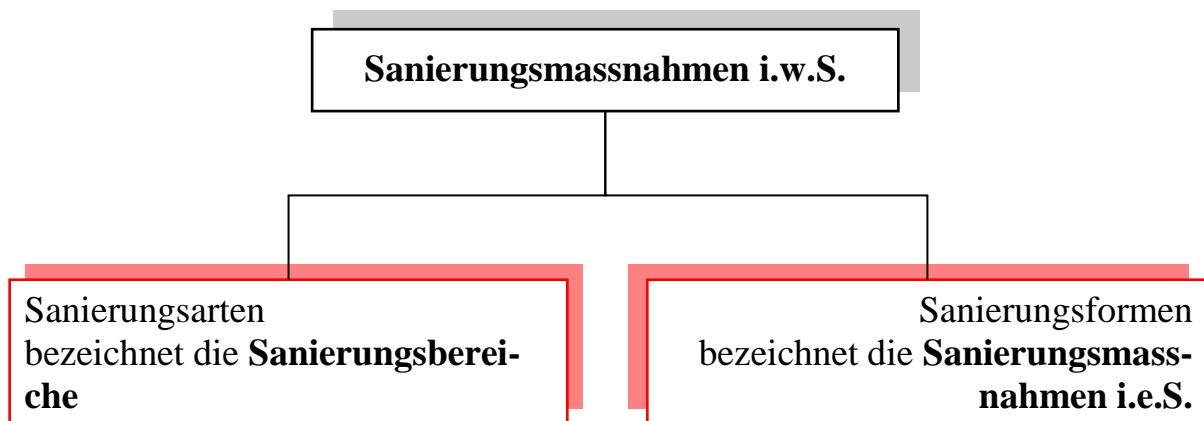 Sanierungsmassnahmen i.w.S.
Sanierungsarten
bezeichnet die Sanierungsberei-
che
Sanierungsformen
bezeichnet die Sanierungsmass-
nahmen i.e.S.